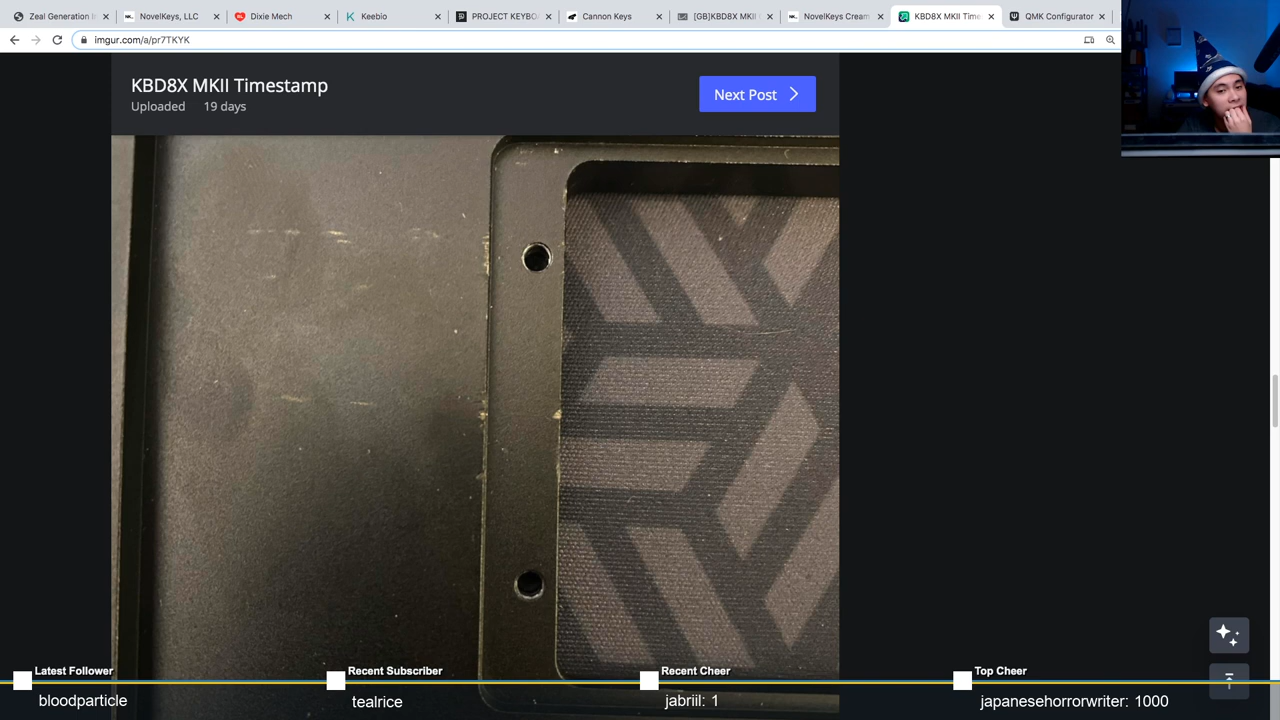 Zeal Generation In
NovelKeys, LLC
Dixie Mech
Keebio
PROJECT KEYBO
Cannon Keys
[GB]KBD8X MKII
NovelKeys Cream
KBD8X MKII Time
QMK Configurator
imgur.com/a/pr7TKYK
KBD8X MKII Timestamp
Uploaded 19 days
Next Post
Latest Follower
bloodparticle
Recent Subscriber
tealrice
Recent Cheer
jabriil: 1
Top Cheer
japanesehorrorwriter: 1000